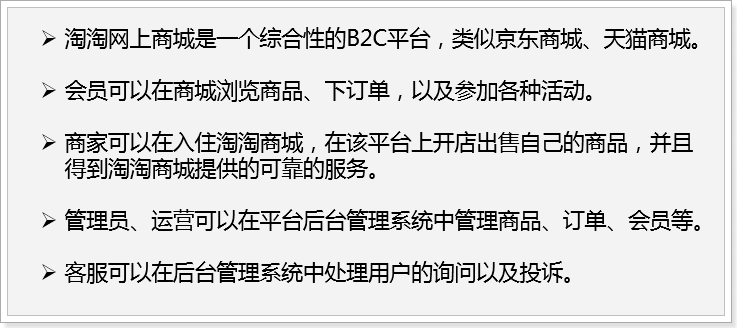 ➢ 淘淘网上商城是一个综合性的B2C平台，类似京东商城、天猫商城。
➢ 会员可以在商城浏览商品、下订单，以及参加各种活动。
➢ 商家可以在入住淘淘商城，在该平台上开店出售自己的商品，并且
得到淘淘商城提供的可靠的服务。
➢ 管理员、运营可以在平台后台管理系统中管理商品、订单、会员等。
➢ 客服可以在后台管理系统中处理用户的询问以及投诉。